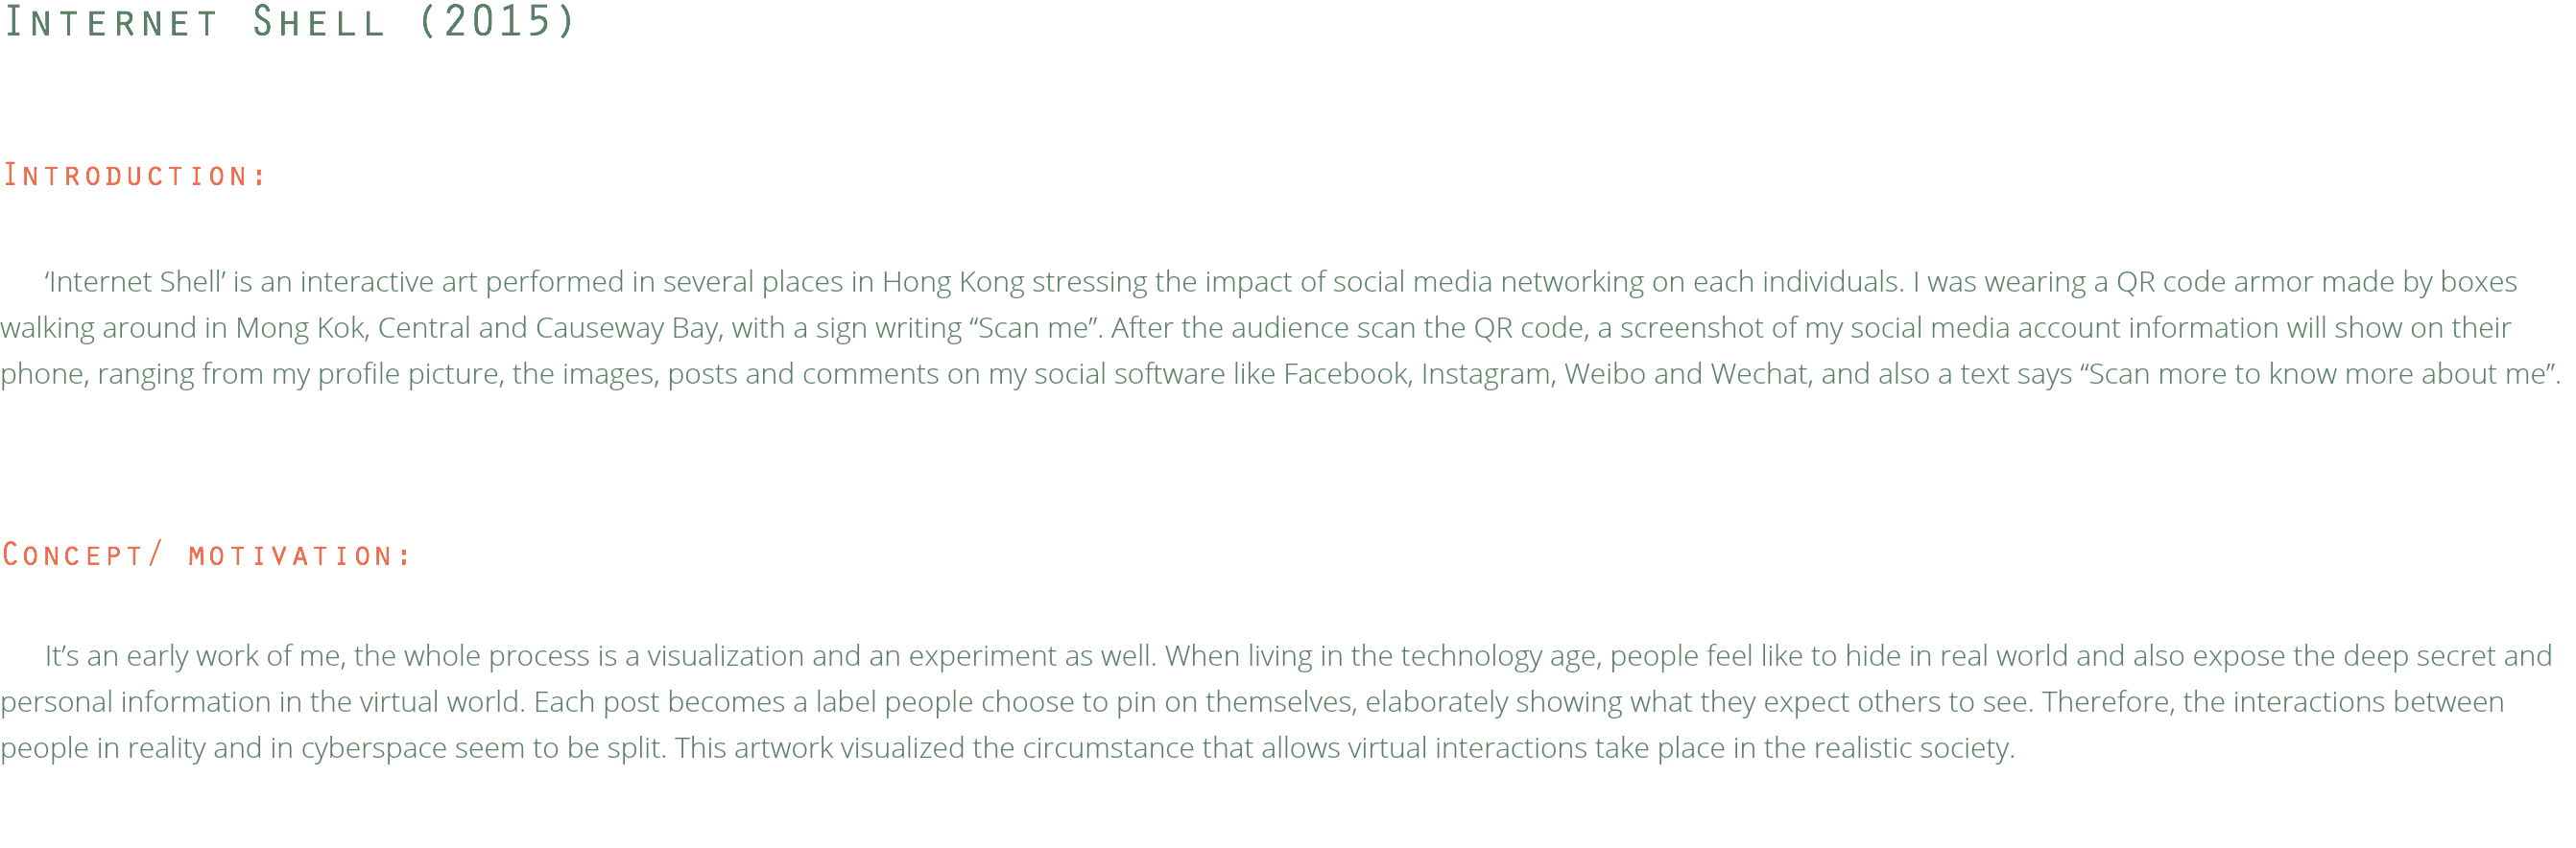 Internet Shell (2015)
Introduction:
‘Internet Shell’ is an interactive art performed in several places in Hong Kong stressing the impact of social media networking on each individuals. I was wearing a QR code armor made by boxes
walking around in Mong Kok, Central and Causeway Bay, with a sign writing “Scan me”. After the audience scan the QR code, a screenshot of my social media account information will show on their
phone, ranging from my profile picture, the images, posts and comments on my social software like Facebook, Instagram, Weibo and Wechat, and also a text says “Scan more to know more about me”.
Concept/ motivation:
It’s an early work of me, the whole process is a visualization and an experiment as well. When living in the technology age, people feel like to hide in real world and also expose the deep secret and
personal information in the virtual world. Each post becomes a label people choose to pin on themselves, elaborately showing what they expect others to see. Therefore, the interactions between
people in reality and in cyberspace seem to be split. This artwork visualized the circumstance that allows virtual interactions take place in the realistic society.